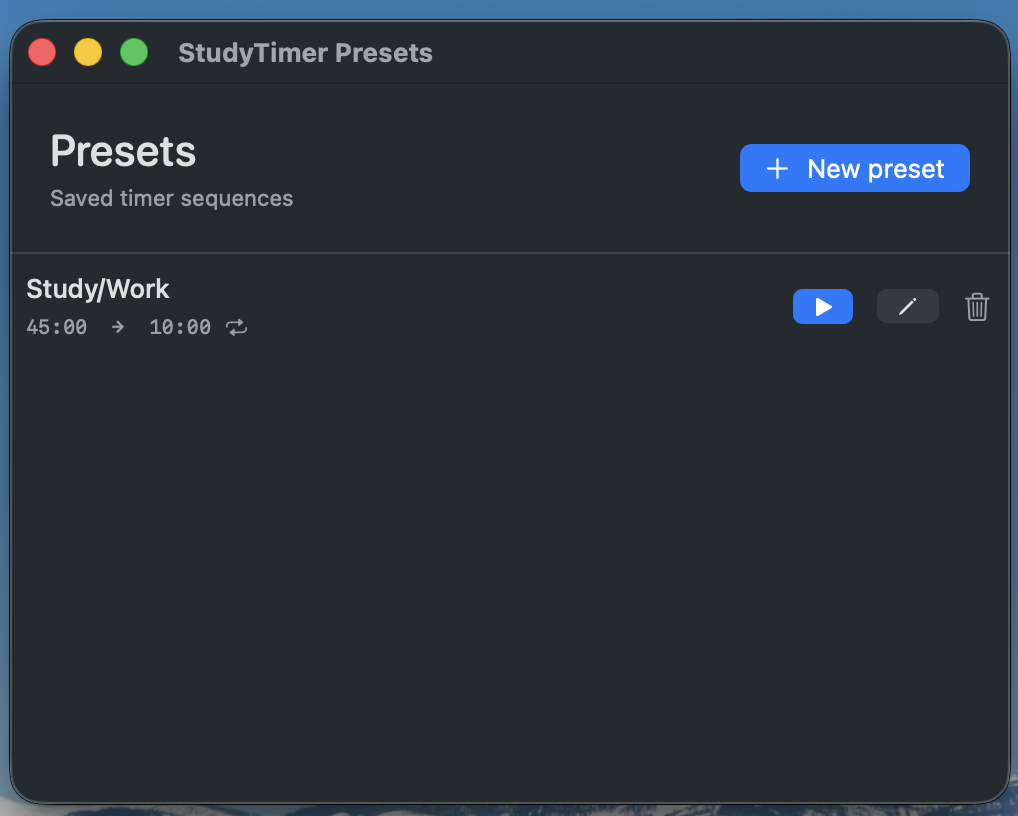 StudyTimer Presets
Presets
Saved timer sequences
+ New preset
Study/Work
45:00 → 10:00